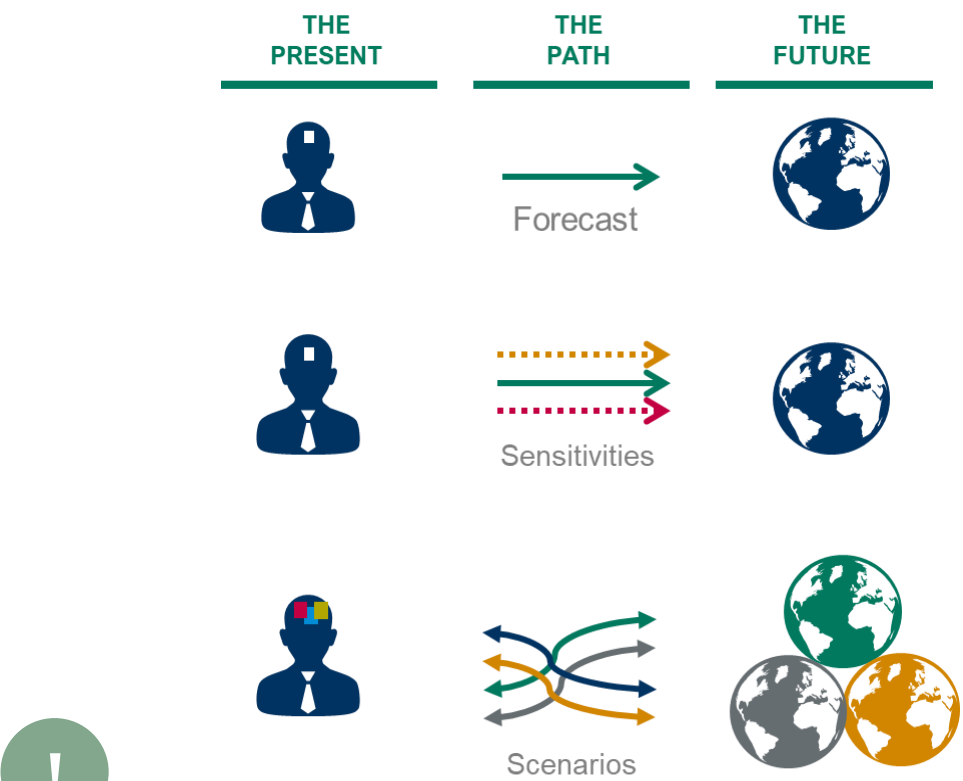 THE
PRESENT
THE
PATH
THE
FUTURE
Forecast
Sensitivities
Scenarios
!